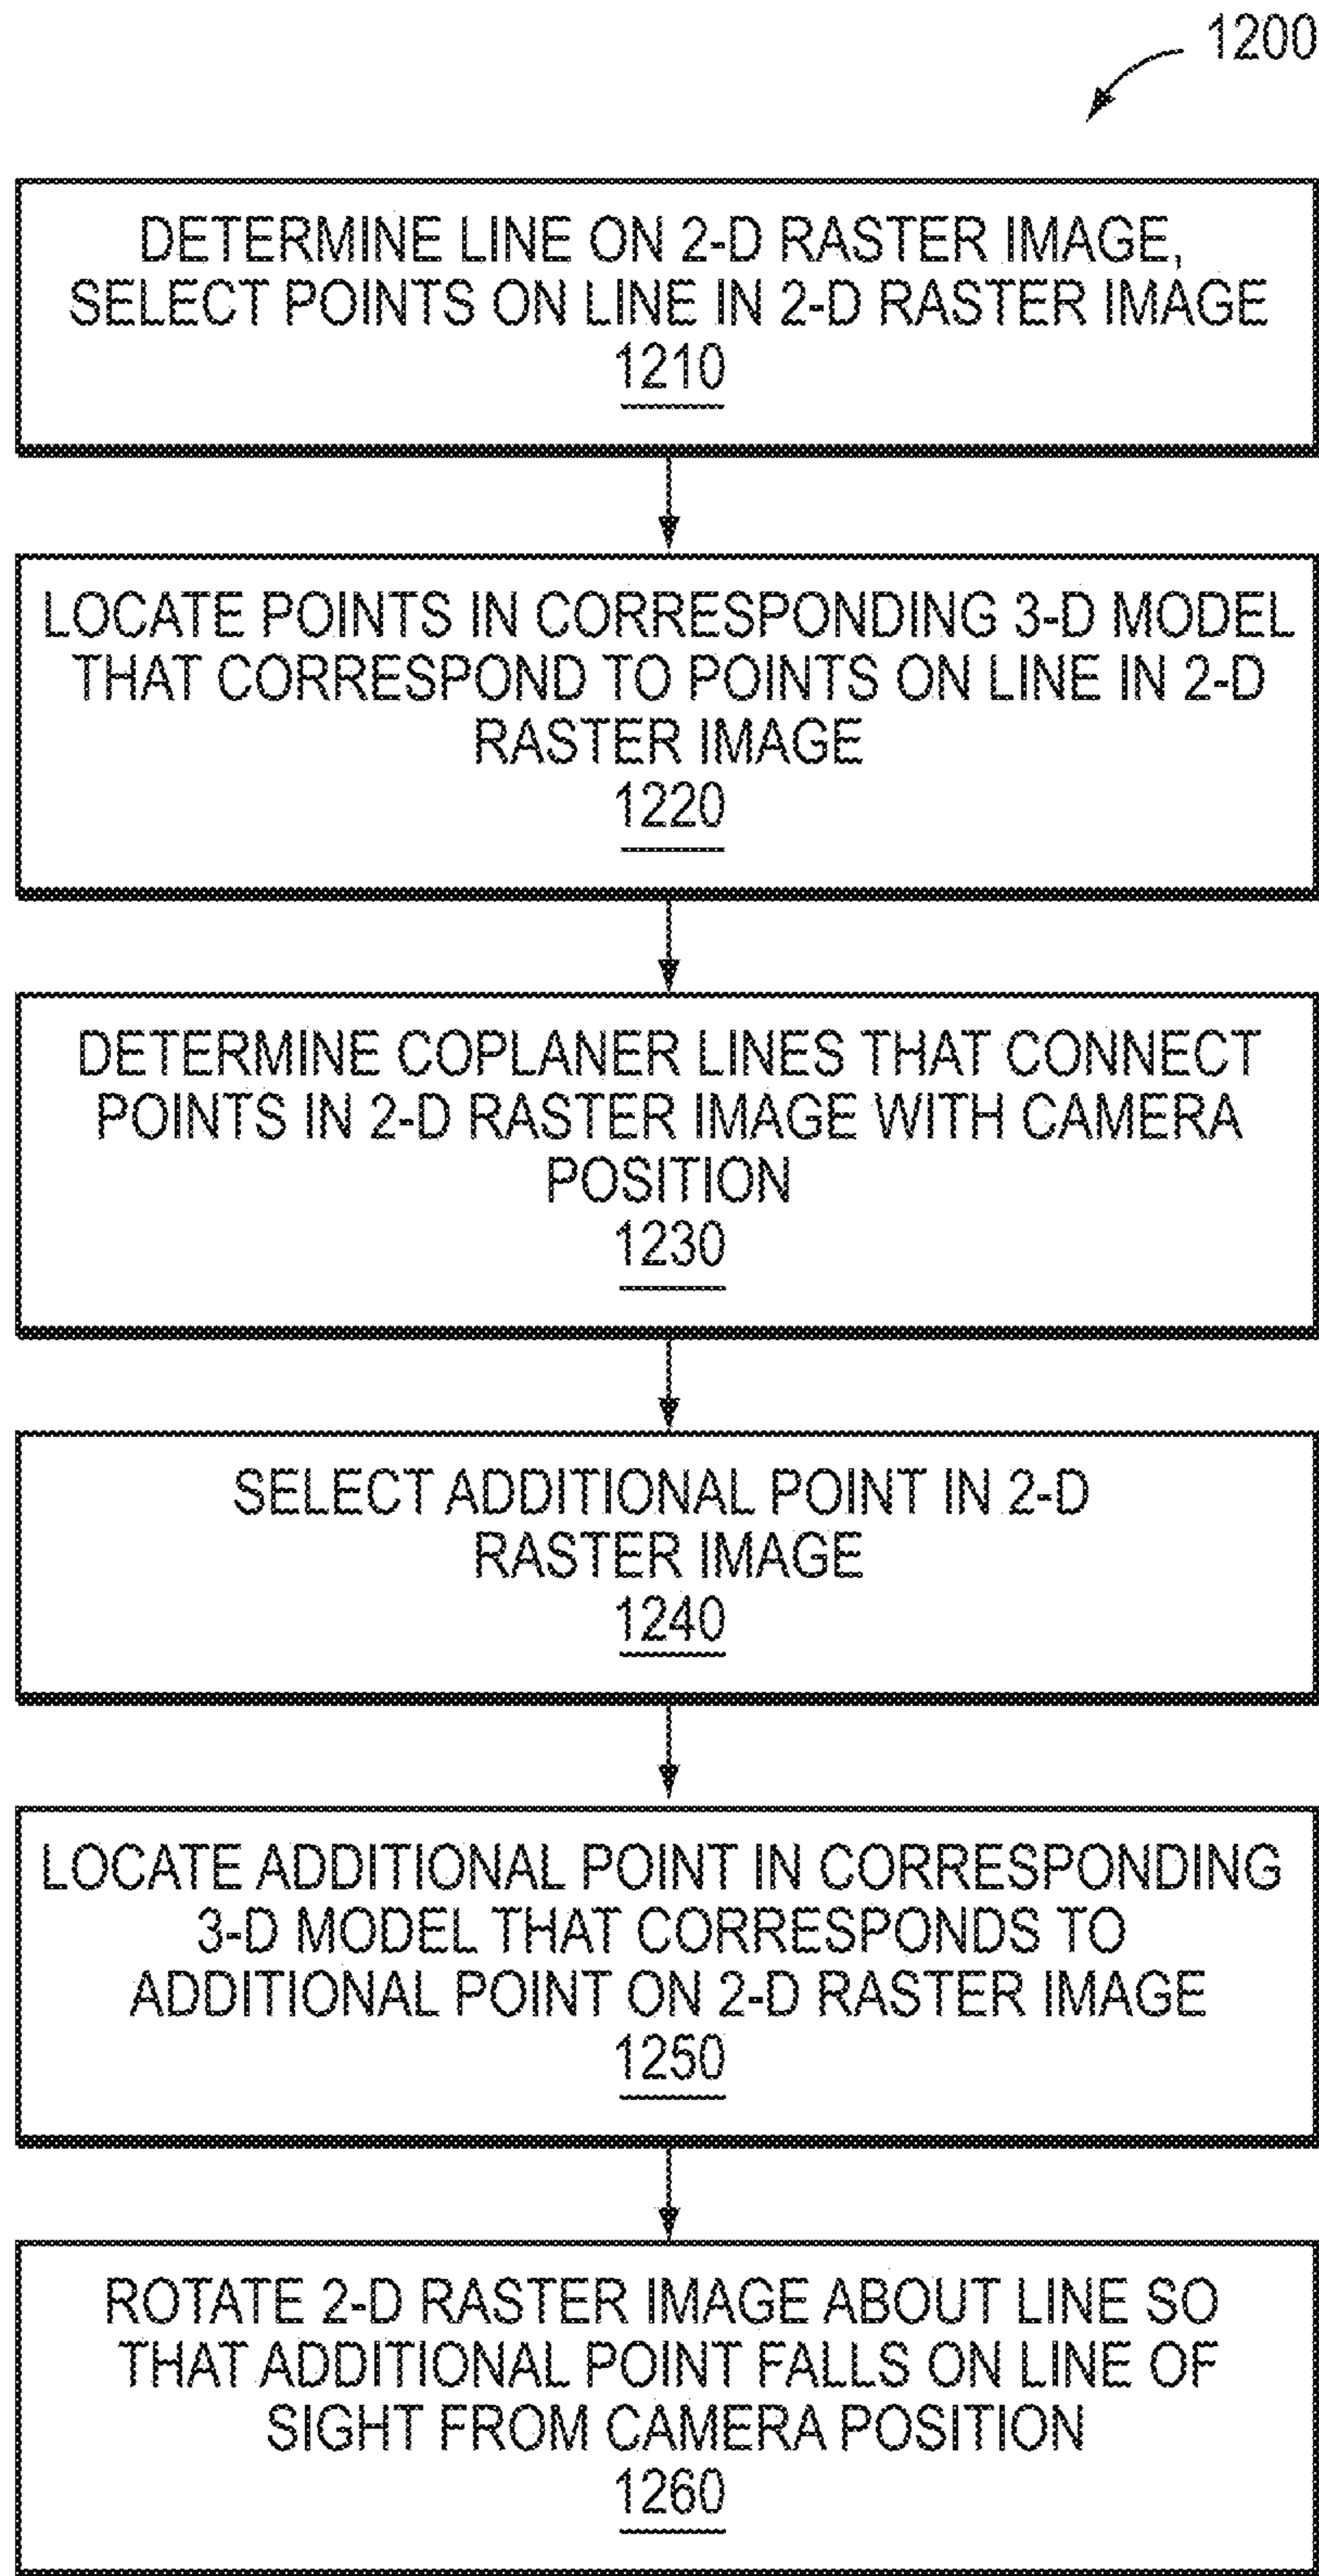 1200
DETERMINE LINE ON 2-D RASTER IMAGE,
SELECT POINTS ON LINE IN 2-D RASTER IMAGE
1210
LOCATE POINTS IN CORRESPONDING 3-D MODEL
THAT CORRESPOND TO POINTS ON LINE IN 2-D
RASTER IMAGE
1220
DETERMINE COPLANER LINES THAT CONNECT
POINTS IN 2-D RASTER IMAGE WITH CAMERA
POSITION
1230
SELECT ADDITIONAL POINT IN 2-D
RASTER IMAGE
1240
LOCATE ADDITIONAL POINT IN CORRESPONDING
3-D MODEL THAT CORRESPONDS TO
ADDITIONAL POINT ON 2-D RASTER IMAGE
1250
ROTATE 2-D RASTER IMAGE ABOUT LINE SO
THAT ADDITIONAL POINT FALLS ON LINE OF
SIGHT FROM CAMERA POSITION
1260